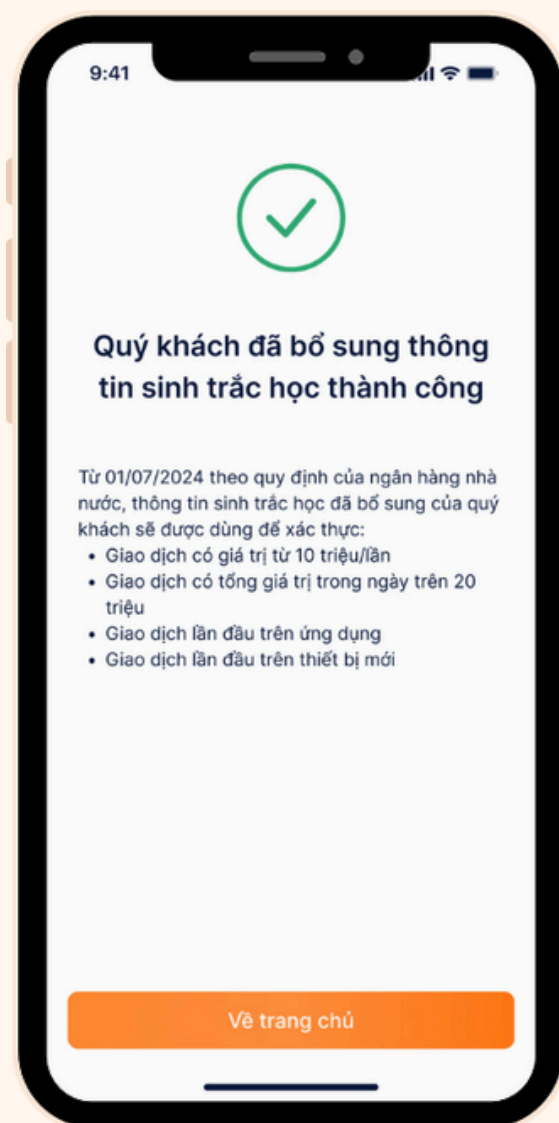 9:41
Quý khách đã bổ sung thông
tin sinh trắc học thành công
Từ 01/07/2024 theo quy định của ngân hàng nhà
nước, thông tin sinh trắc học đã bổ sung của quý
khách sẽ được dùng để xác thực:
• Giao dịch có giá trị từ 10 triệu/lần
• Giao dịch có tổng giá trị trong ngày trên 20
triệu
• Giao dịch lần đầu trên ứng dụng
• Giao dịch lần đầu trên thiết bị mới
Về trang chủ